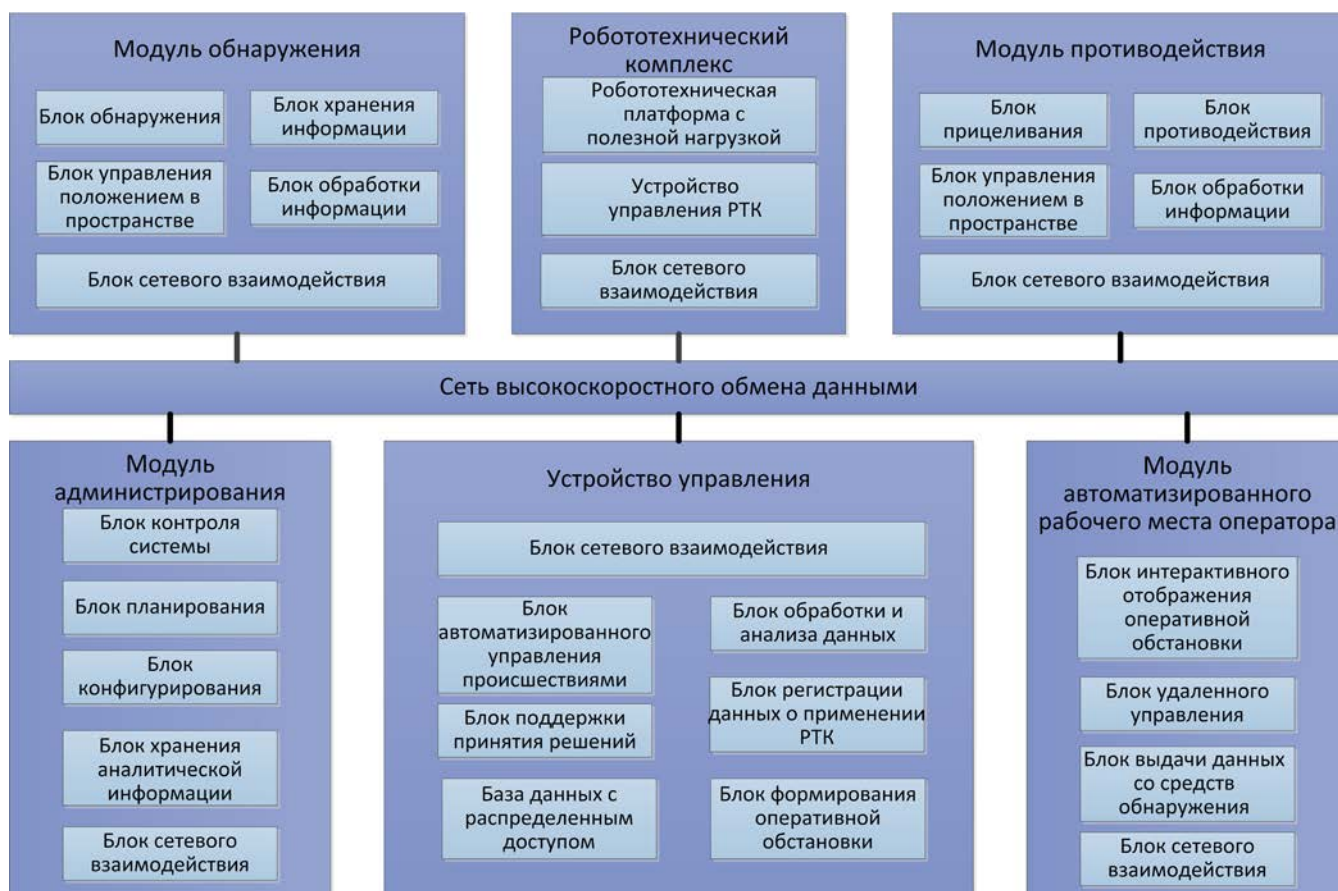 Модуль обнаружения
Блок обнаружения
Блок хранения
информации
Блок управления
положением в
пространстве
Блок обработки
информации
Блок сетевого взаимодействия
Робототехнический
комплекс
Робототехническая
платформа с
полезной нагрузкой
Устройство
управления РТК
Блок сетевого
взаимодействия
Модуль противодействия
Блок
прицеливания
Блок
противодействия
Блок управления
положением в
пространстве
Блок обработки
информации
Блок сетевого взаимодействия
Сеть высокоскоростного обмена данными
Модуль
администрирования
Блок контроля
системы
Блок планирования
Блок
конфигурирования
Блок хранения
аналитической
информации
Блок сетевого
взаимодействия
Устройство управления
Блок сетевого взаимодействия
Блок
автоматизированного
управления
происшествиями
Блок обработки и
анализа данных
Блок поддержки
принятия решений
Блок регистрации
данных о применении
РТК
База данных с
распределенным
доступом
Блок формирования
оперативной
обстановки
Модуль
автоматизированного
рабочего места оператора
Блок интерактивного
отображения
оперативной
обстановки
Блок удаленного
управления
Блок выдачи данных
со средств
обнаружения
Блок сетевого
взаимодействия